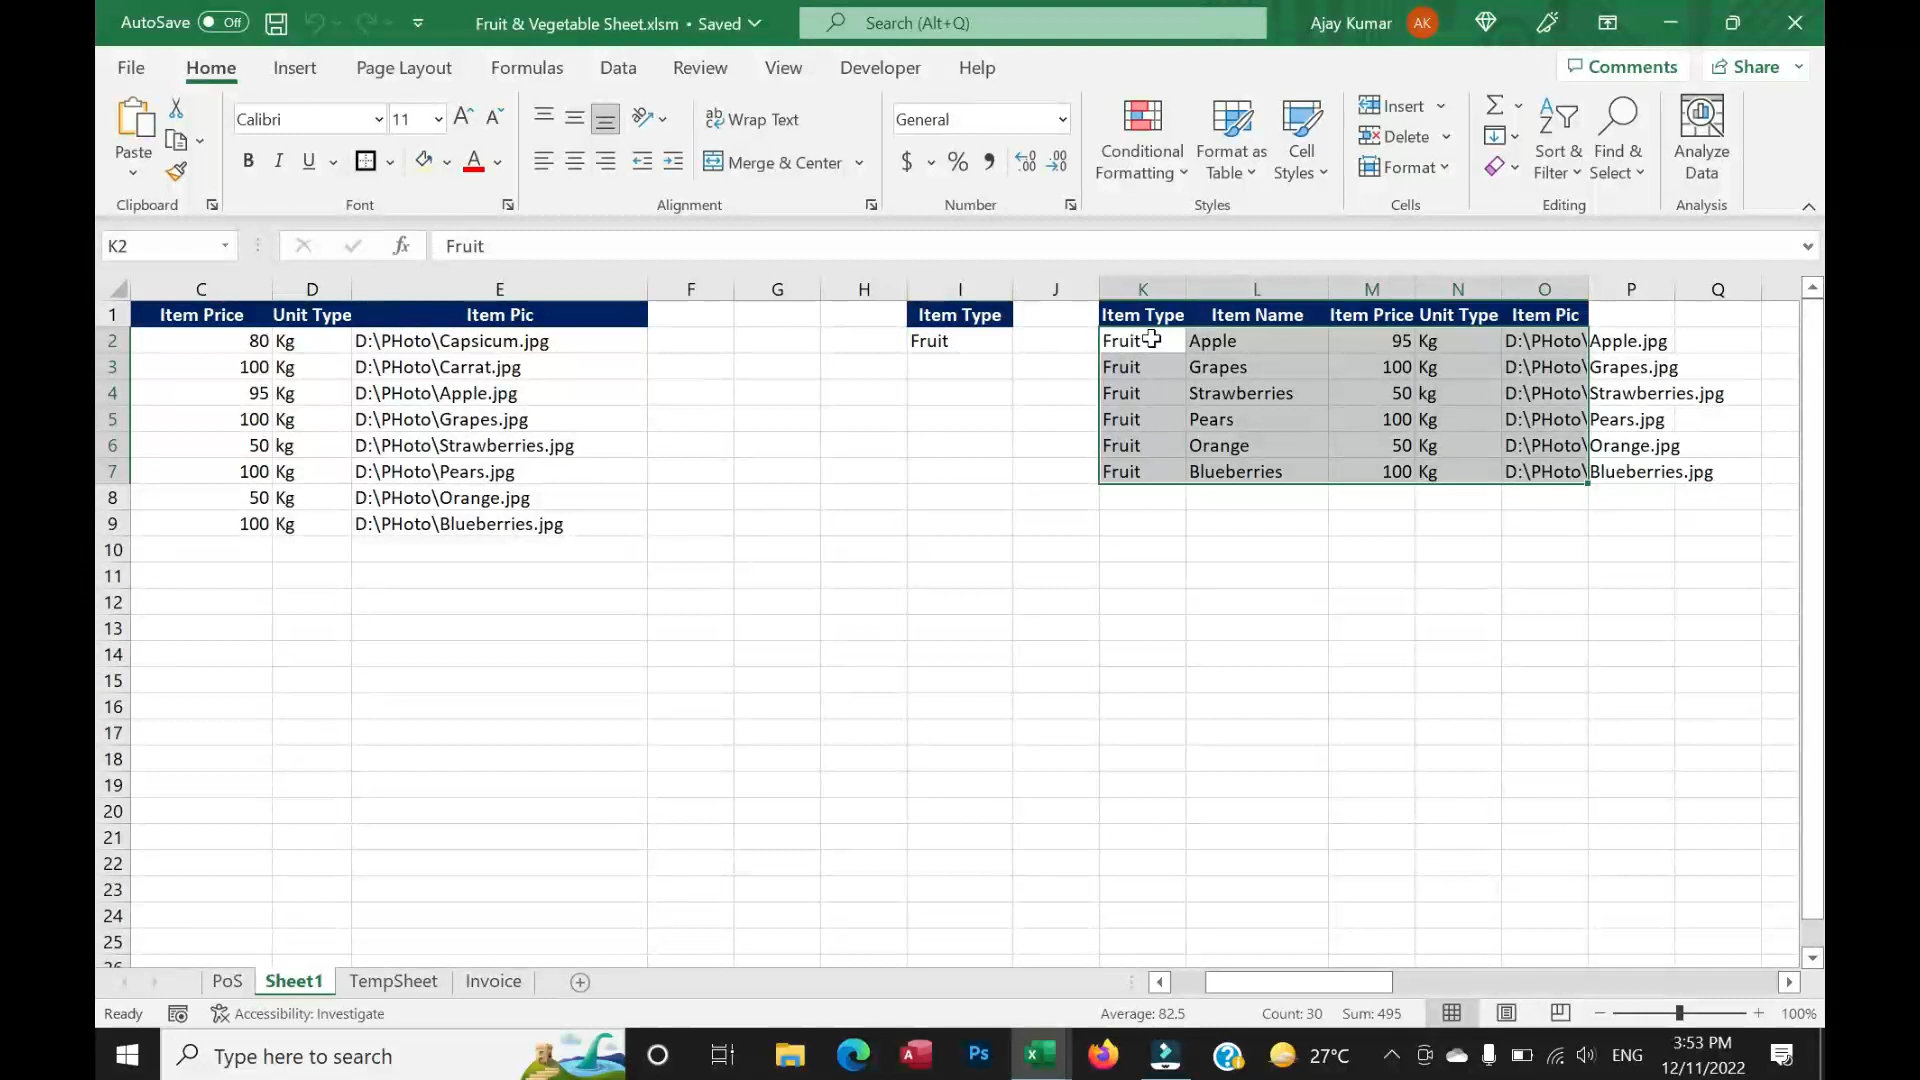 AutoSave Off Fruit & Vegetable Sheet.xlsm • Saved Search (Alt+Q) Ajay Kumar AK
File Home Insert Page Layout Formulas Data Review View Developer Help Comments Share
Calibri 11 Wrap Text General Insert
Paste Delete
B I U Merge & Center $ % Conditional Formatting Format as Table Cell Styles Format Sort & Filter Find & Select Analyze Data
Clipboard Font Alignment Number Styles Cells Editing Analysis
K2 fx Fruit
C D E F G H I J K L M N O P Q
1 Item Price Unit Type Item Pic Item Type Item Type Item Name Item Price Unit Type Item Pic
2 80 Kg D:\PHoto\Capsicum.jpg Fruit Fruit Apple 95 Kg D:\PHoto\Apple.jpg
3 100 Kg D:\PHoto\Carrat.jpg Fruit Grapes 100 Kg D:\PHoto\Grapes.jpg
4 95 Kg D:\PHoto\Apple.jpg Fruit Strawberries 50 Kg D:\PHoto\Strawberries.jpg
5 100 Kg D:\PHoto\Grapes.jpg Fruit Pears 100 Kg D:\PHoto\Pears.jpg
6 50 kg D:\PHoto\Strawberries.jpg Fruit Orange 50 Kg D:\PHoto\Orange.jpg
7 100 Kg D:\PHoto\Pears.jpg Fruit Blueberries 100 Kg D:\PHoto\Blueberries.jpg
8 50 Kg D:\PHoto\Orange.jpg
9 100 Kg D:\PHoto\Blueberries.jpg
10
11
12
13
14
15
16
17
18
19
20
21
22
23
24
25
PoS Sheet1 TempSheet Invoice
Ready Accessibility: Investigate Average: 82.5 Count: 30 Sum: 495 100%
Type here to search Ps 27°C ENG 3:53 PM
12/11/2022